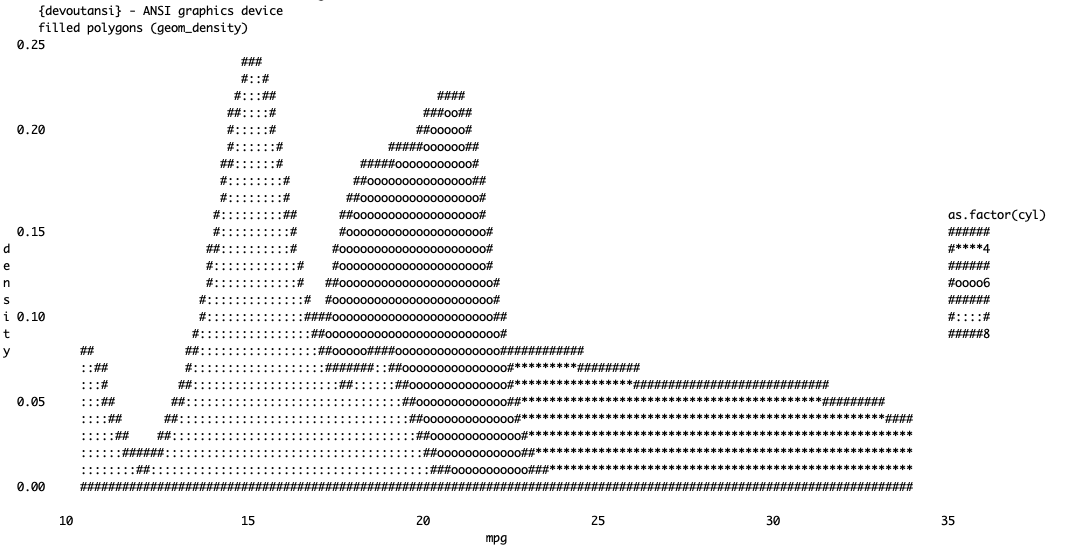 {devoutansi} - ANSI graphics device
filled polygons (geom_density)
0.25
0.20
0.15
0.10
0.05
0.00
density
10 15 20 25 30 35
mpg
as.factor(cyl)
4
6
8